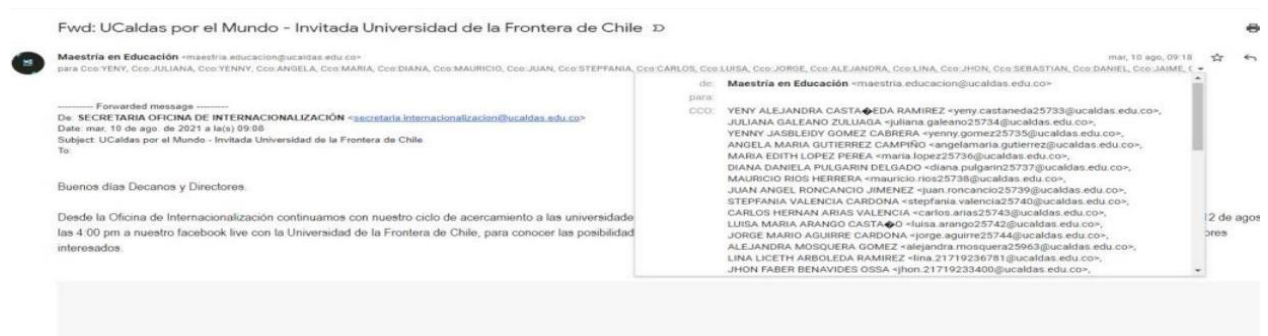 Fwd: UCaldas por el Mundo - Invitada Universidad de la Frontera de Chile
Maestría en Educación <maestria.educacion@ucaldas.edu.co>
mar, 10 ago, 09:18
para Cco:YENY, Cco:JULIANA, Cco:YENNY, Cco:ANGELA, Cco:MARIA, Cco:DIANA, Cco:MAURICIO, Cco:JUAN, Cco:STEPFANIA, Cco:CARLOS, Cco:LUISA, Cco:JORGE, Cco:ALEJANDRA, Cco:LINA, Cco:JHON, Cco:SEBASTIAN, Cco:DANIEL, Cco:JAIME, C
---------- Forwarded message ---------
De: SECRETARIA OFICINA DE INTERNACIONALIZACIÓN <secretaria.internacionalizacion@ucaldas.edu.co>
Date: mar, 10 de ago. de 2021 a la(s) 09:08
Subject: UCaldas por el Mundo - Invitada Universidad de la Frontera de Chile
To:
Buenos días Decanos y Directores.
Desde la Oficina de Internacionalización continuamos con nuestro ciclo de acercamiento a las universidade
12 de agos
las 4:00 pm a nuestro facebook live con la Universidad de la Frontera de Chile, para conocer las posibilidad
ores
interesados.
de: Maestría en Educación <maestria.educacion@ucaldas.edu.co>
para:
CCO: YENY ALEJANDRA CASTA�EDA RAMIREZ <yeny.castaneda25733@ucaldas.edu.co>,
JULIANA GALEANO ZULUAGA <juliana.galeano25734@ucaldas.edu.co>,
YENNY JASBLEIDY GOMEZ CABRERA <yenny.gomez25735@ucaldas.edu.co>,
ANGELA MARIA GUTIERREZ CAMPIÑO <angelamaria.gutierrez@ucaldas.edu.co>,
MARIA EDITH LOPEZ PEREA <maria.lopez25736@ucaldas.edu.co>,
DIANA DANIELA PULGARIN DELGADO <diana.pulgarin25737@ucaldas.edu.co>,
MAURICIO RIOS HERRERA <mauricio.rios25738@ucaldas.edu.co>,
JUAN ANGEL RONCANCIO JIMENEZ <juan.roncancio25739@ucaldas.edu.co>,
STEPFANIA VALENCIA CARDONA <stepfania.valencia25740@ucaldas.edu.co>,
CARLOS HERNAN ARIAS VALENCIA <carlos.arias25743@ucaldas.edu.co>,
LUISA MARIA ARANGO CASTA�O <luisa.arango25742@ucaldas.edu.co>,
JORGE MARIO AGUIRRE CARDONA <jorge.aguirre25744@ucaldas.edu.co>,
ALEJANDRA MOSQUERA GOMEZ <alejandra.mosquera25963@ucaldas.edu.co>,
LINA LICETH ARBOLEDA RAMIREZ <lina.21719236781@ucaldas.edu.co>,
JHON FABER BENAVIDES OSSA <jhon.21719233400@ucaldas.edu.co>,